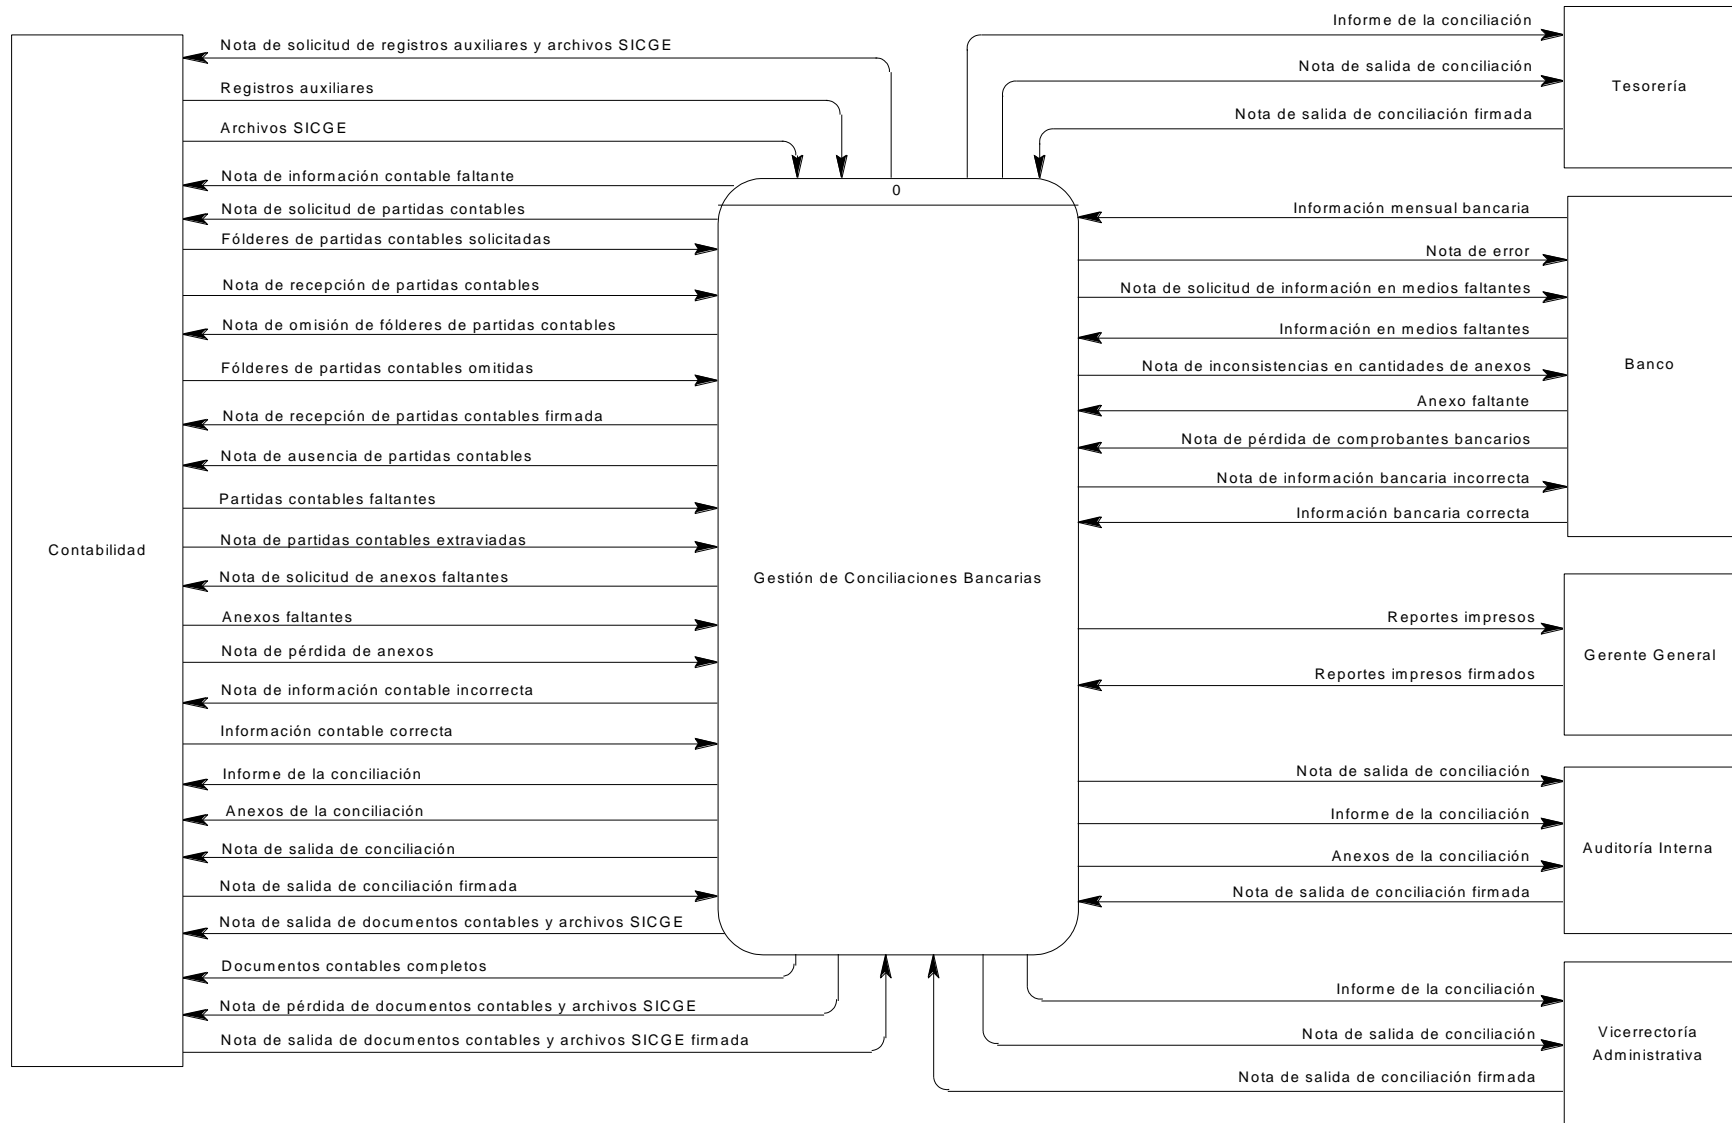 Nota de solicitud de registros auxiliares y archivos SICGE
Registros auxiliares
Archivos SICGE
Nota de información contable faltante
Nota de solicitud de partidas contables
Fólderes de partidas contables solicitadas
Nota de recepción de partidas contables
Nota de omisión de fólderes de partidas contables
Fólderes de partidas contables omitidas
Nota de recepción de partidas contables firmada
Nota de ausencia de partidas contables
Partidas contables faltantes
Nota de partidas contables extraviadas
Contabilidad
Nota de solicitud de anexos faltantes
Anexos faltantes
Nota de pérdida de anexos
Nota de información contable incorrecta
Información contable correcta
Informe de la conciliación
Anexos de la conciliación
Nota de salida de conciliación
Nota de salida de conciliación firmada
Nota de salida de documentos contables y archivos SICGE
Documentos contables completos
Nota de pérdida de documentos contables y archivos SICGE
Nota de salida de documentos contables y archivos SICGE firmada
0
Gestión de Conciliaciones Bancarias
Informe de la conciliación
Nota de salida de conciliación
Nota de salida de conciliación firmada
Tesorería
Información mensual bancaria
Nota de error
Nota de solicitud de información en medios faltantes
Información en medios faltantes
Nota de inconsistencias en cantidades de anexos
Anexo faltante
Nota de pérdida de comprobantes bancarios
Nota de información bancaria incorrecta
Información bancaria correcta
Banco
Reportes impresos
Reportes impresos firmados
Gerente General
Nota de salida de conciliación
Informe de la conciliación
Anexos de la conciliación
Nota de salida de conciliación firmada
Auditoría Interna
Informe de la conciliación
Nota de salida de conciliación
Nota de salida de conciliación firmada
Vicerrectoría
Administrativa